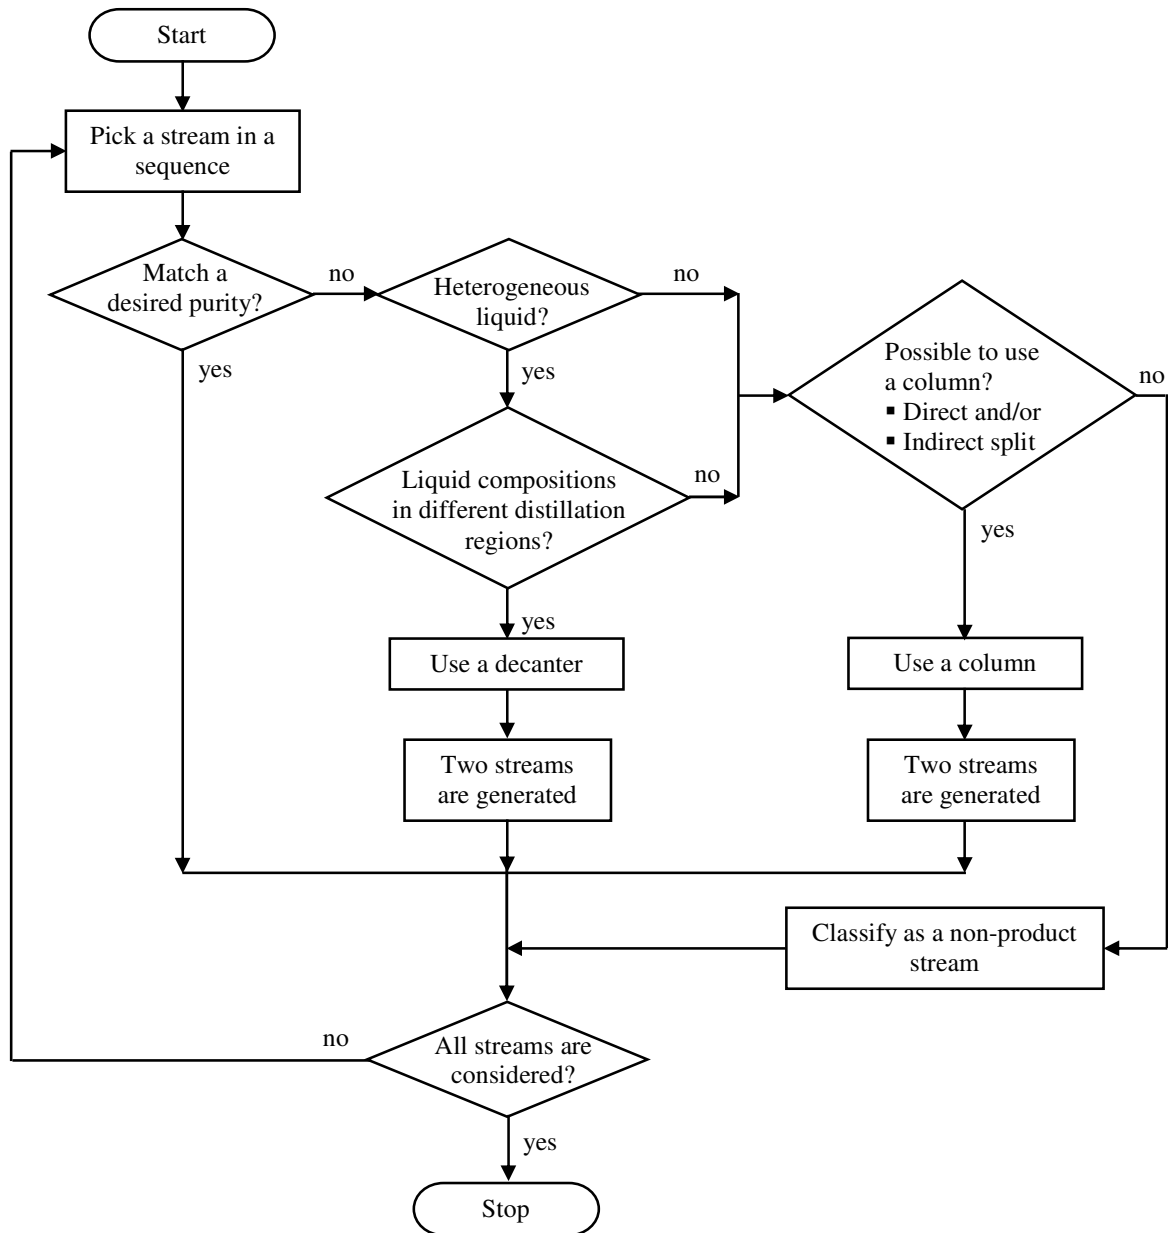 Start
Pick a stream in a
sequence
Match a
desired purity?
no
yes
Heterogeneous
liquid?
no
yes
Liquid compositions
in different distillation
regions?
no
yes
Possible to use
a column?
▪ Direct and/or
▪ Indirect split
no
yes
Use a decanter
Use a column
Two streams
are generated
Two streams
are generated
Classify as a non-product
stream
All streams are
considered?
no
yes
Stop